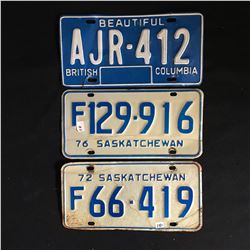 BEAUTIFUL
AJR-412
BRITISH COLUMBIA
F129-916
76 SASKATCHEWAN
72 SASKATCHEWAN
F66-419